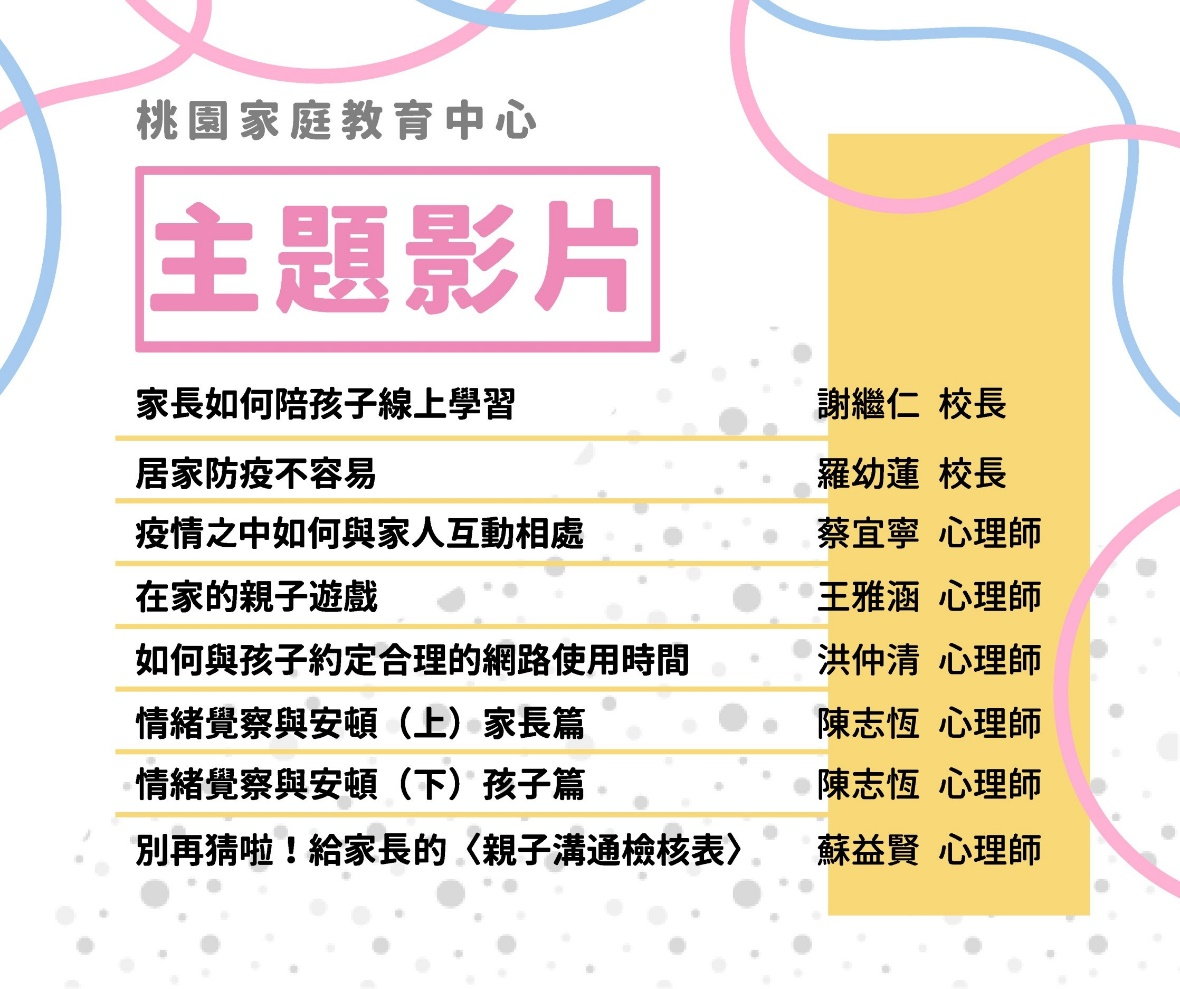 桃園家庭教育中心
主題影片
家長如何陪孩子線上學習 謝繼仁 校長
居家防疫不容易 羅幼蓮 校長
疫情之中如何與家人互動相處 蔡宜寧 心理師
在家的親子遊戲 王雅涵 心理師
如何與孩子約定合理的網路使用時間 洪仲清 心理師
情緒覺察與安頓（上）家長篇 陳志恆 心理師
情緒覺察與安頓（下）孩子篇 陳志恆 心理師
別再猜啦！給家長的〈親子溝通檢核表〉 蘇益賢 心理師